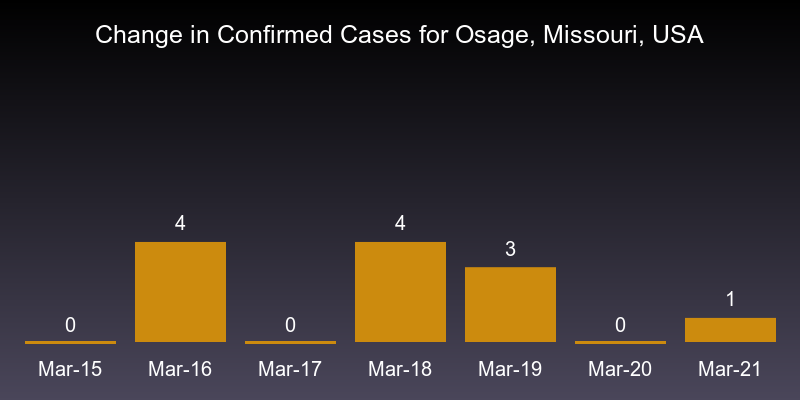 Change in Confirmed Cases for Osage, Missouri, USA
0 4 0 4 3 0 1
Mar-15 Mar-16 Mar-17 Mar-18 Mar-19 Mar-20 Mar-21